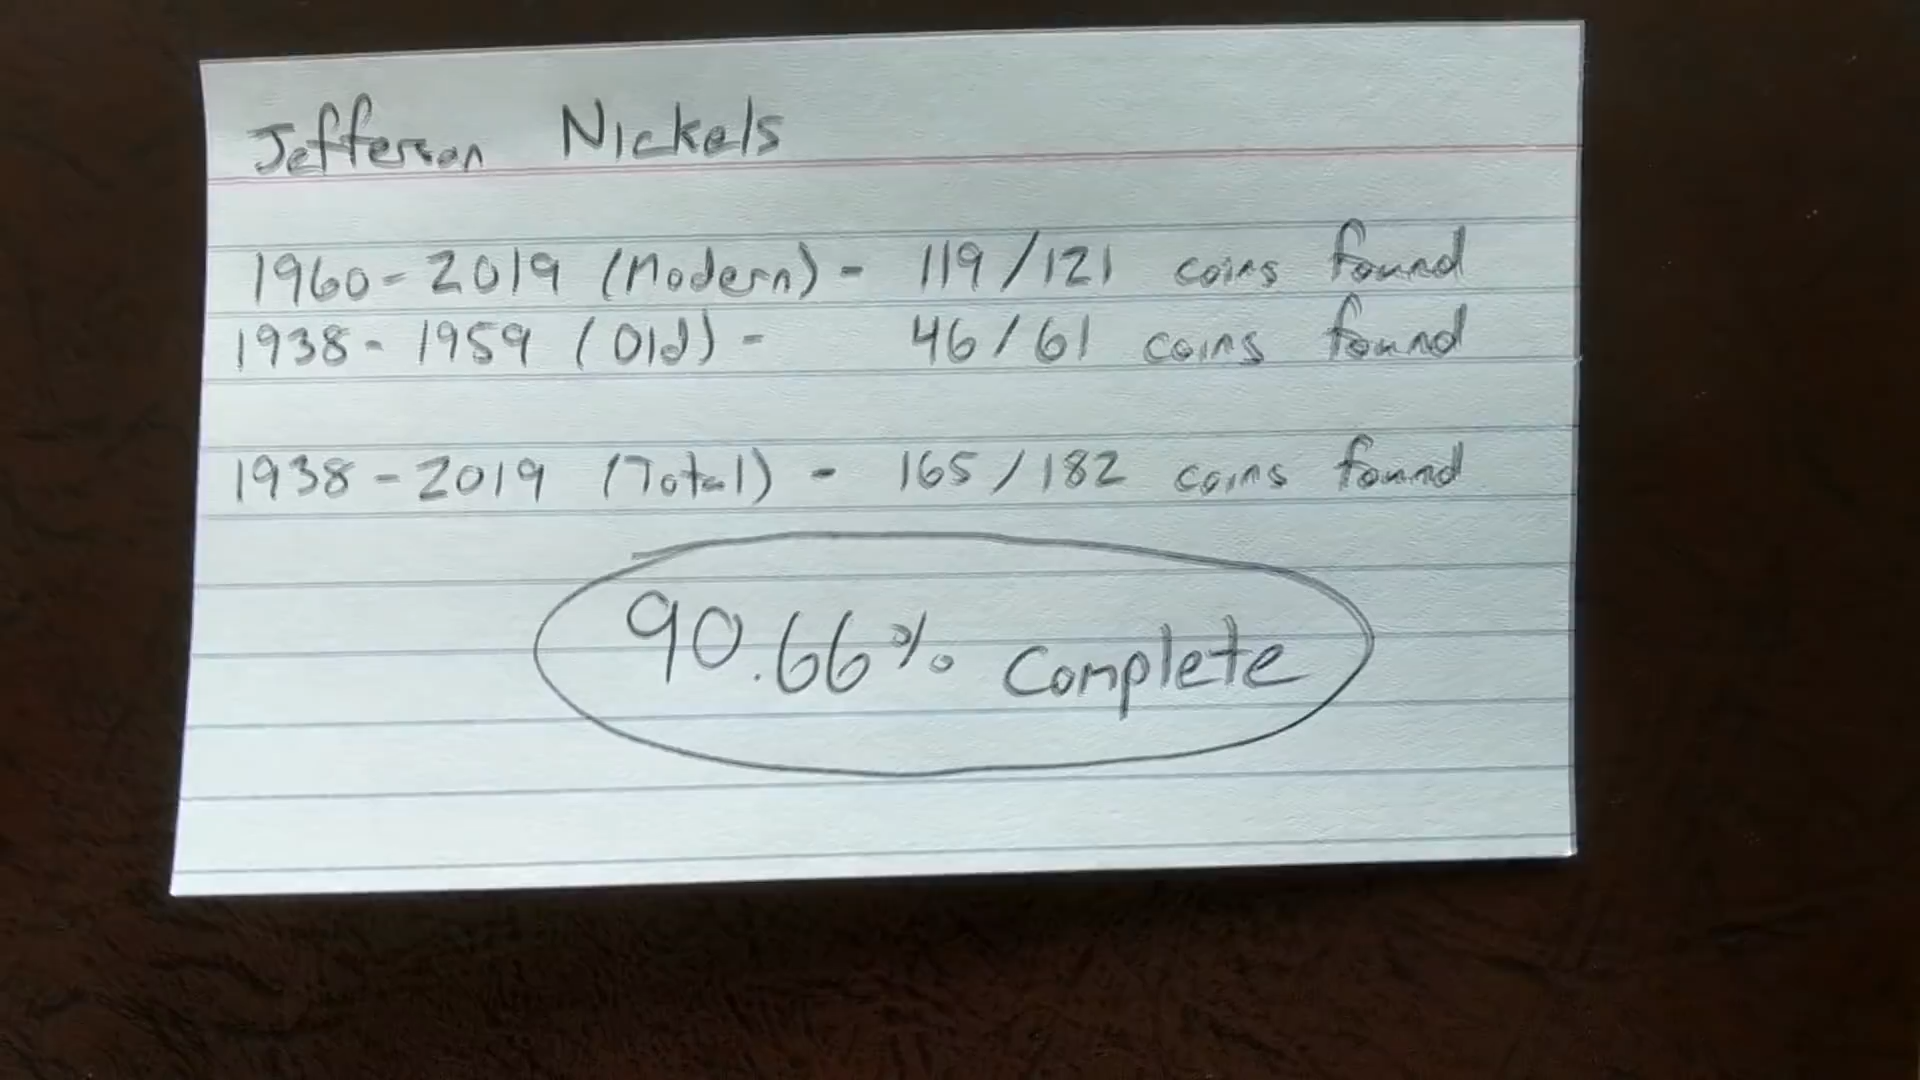 Jefferson Nickels
1960-2019 (Modern) - 119/121 coins found
1938-1959 (Old) - 46/61 coins found
1938-2019 (Total) - 165/182 coins found
90.66% complete